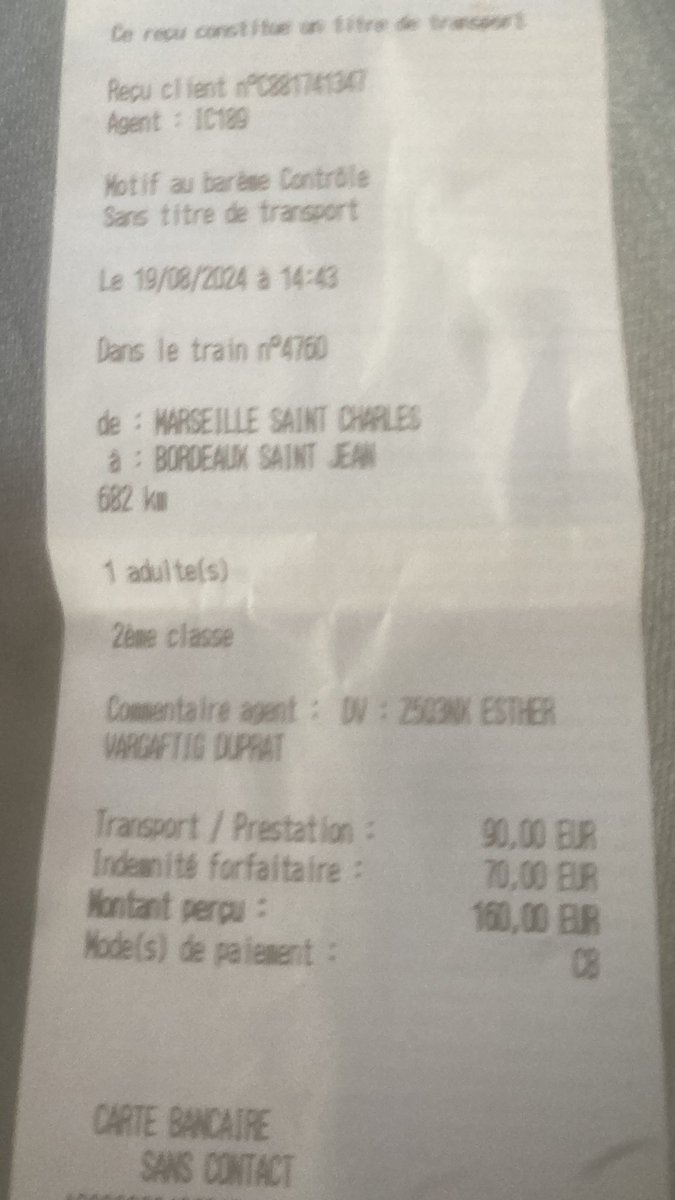 Ce reçu constitue un titre de transport
Reçu client nºC881741347
Agent : IC189
Motif au barème Contrôle
Sans titre de transport
Le 19/08/2024 à 14:43
Dans le train nº4760
de : MARSEILLE SAINT CHARLES
à : BORDEAUX SAINT JEAN
682 km
1 adulte(s)
2ème classe
Commentaire agent : DV : Z5Q3NX ESTHER
VARGAFTIG DUPRAT
Transport / Prestation : 90,00 EUR
Indemnité forfaitaire : 70,00 EUR
Montant perçu : 160,00 EUR
Mode(s) de paiement : CB
CARTE BANCAIRE
SANS CONTACT